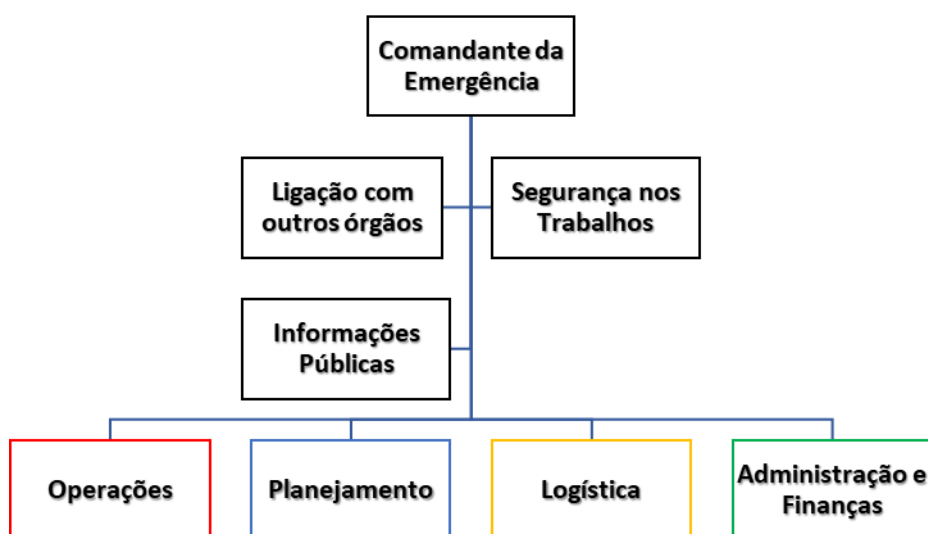 Comandante da
Emergência
Ligação com
outros órgãos
Segurança nos
Trabalhos
Informações
Públicas
Operações
Planejamento
Logística
Administração e
Finanças